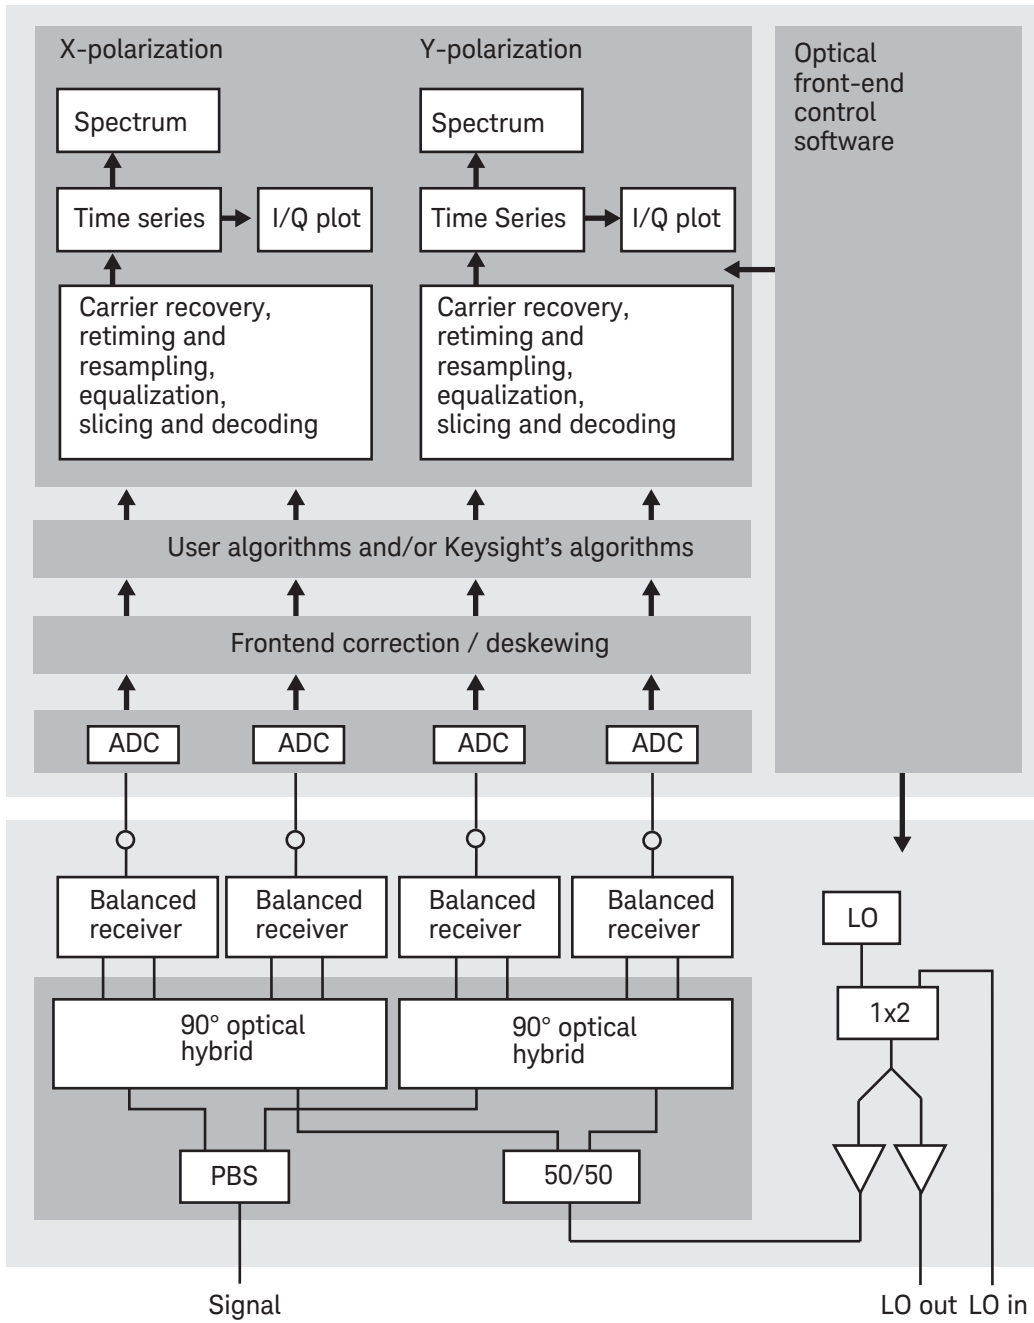 X-polarization
Y-polarization
Optical
front-end
control
software
Spectrum
Spectrum
Time series
I/Q plot
Time Series
I/Q plot
Carrier recovery,
retiming and
resampling,
equalization,
slicing and decoding
Carrier recovery,
retiming and
resampling,
equalization,
slicing and decoding
User algorithms and/or Keysight's algorithms
Frontend correction / deskewing
ADC
ADC
ADC
ADC
Balanced
receiver
Balanced
receiver
Balanced
receiver
Balanced
receiver
LO
1x2
90° optical
hybrid
90° optical
hybrid
PBS
50/50
Signal
LO out
LO in